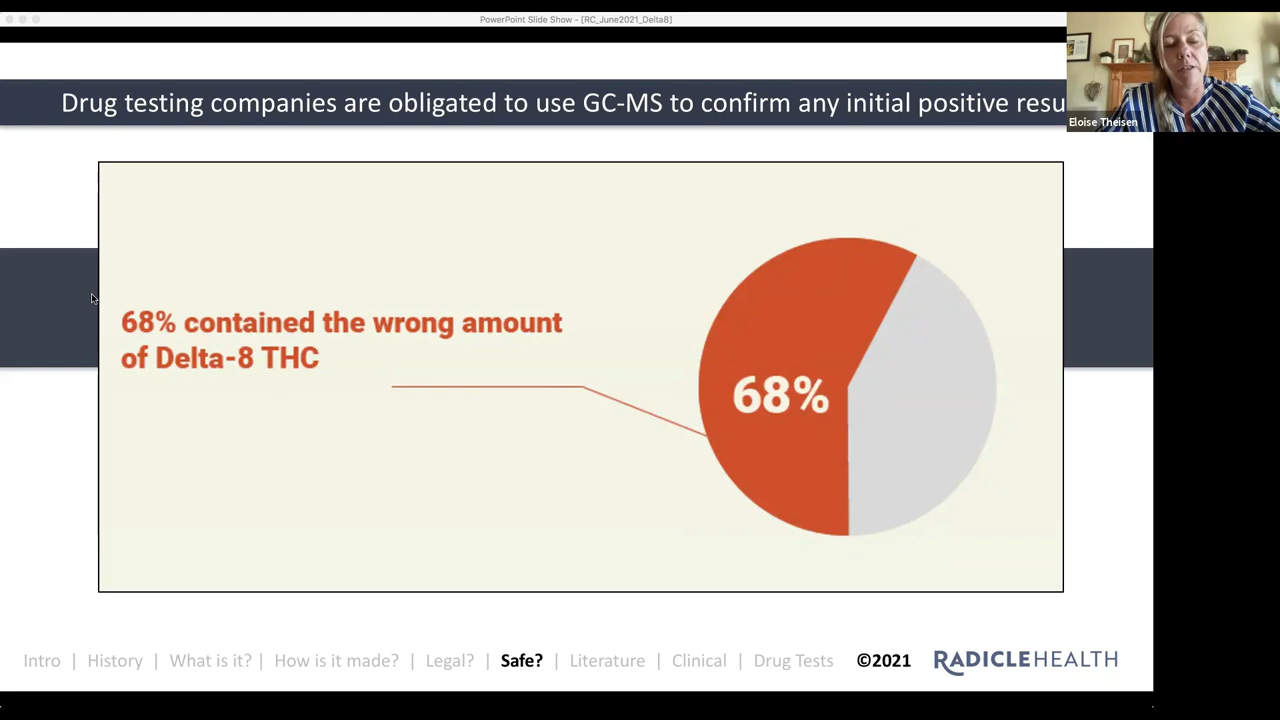 PowerPoint Slide Show - [RC_June2021_Delta8]
Drug testing companies are obligated to use GC-MS to confirm any initial positive resu
Eloise Theisen
68% contained the wrong amount
of Delta-8 THC
68%
Intro | History | What is it? | How is it made? | Legal? | Safe? | Literature | Clinical | Drug Tests ©2021 RADICLEHEALTH